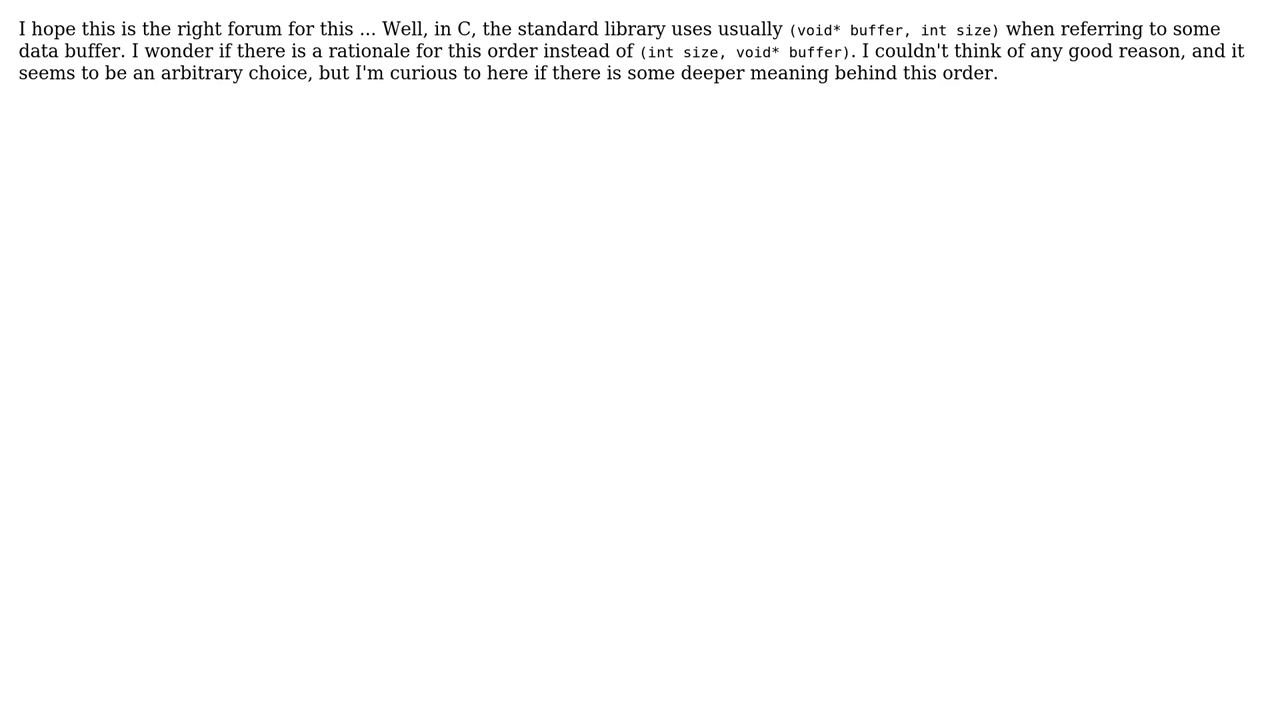 I hope this is the right forum for this ... Well, in C, the standard library uses usually (void* buffer, int size) when referring to some
data buffer. I wonder if there is a rationale for this order instead of (int size, void* buffer). I couldn't think of any good reason, and it
seems to be an arbitrary choice, but I'm curious to here if there is some deeper meaning behind this order.